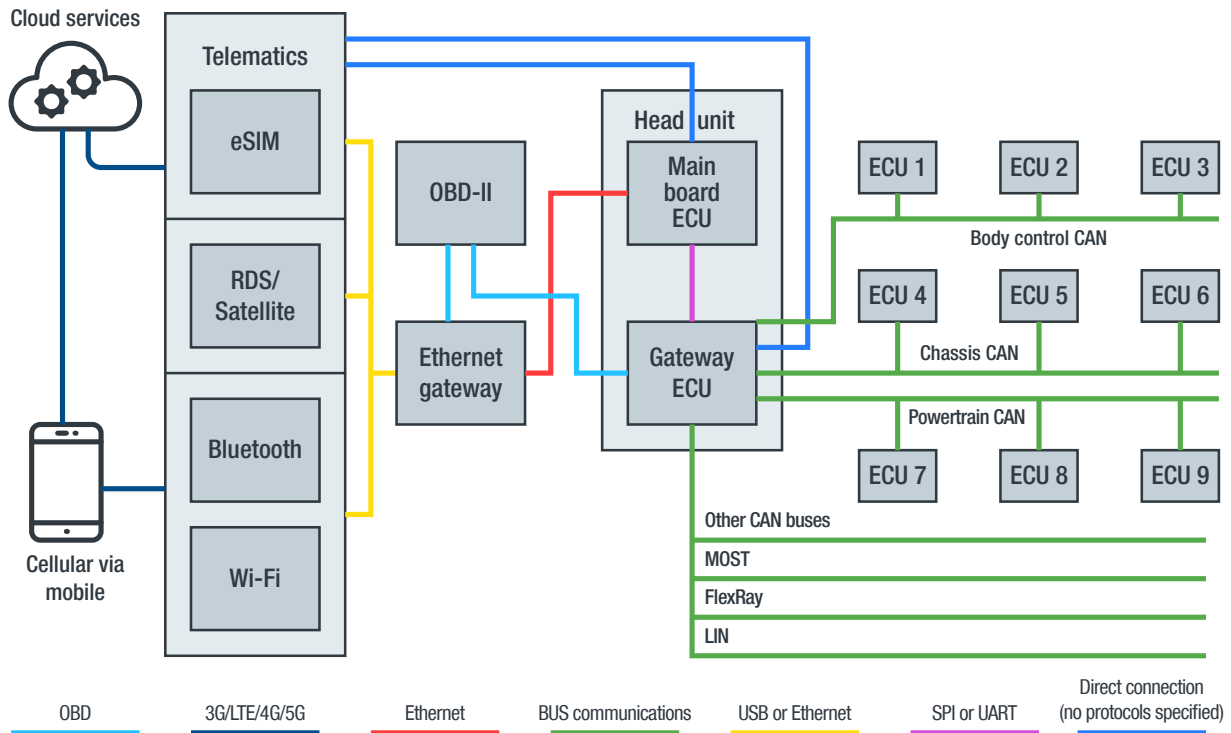 Cloud services
Telematics
eSIM
RDS/
Satellite
Bluetooth
Wi-Fi
Cellular via
mobile
OBD-II
Ethernet
gateway
Head unit
Main
board
ECU
Gateway
ECU
ECU 1
ECU 2
ECU 3
Body control CAN
ECU 4
ECU 5
ECU 6
Chassis CAN
Powertrain CAN
ECU 7
ECU 8
ECU 9
Other CAN buses
MOST
FlexRay
LIN
OBD
3G/LTE/4G/5G
Ethernet
BUS communications
USB or Ethernet
SPI or UART
Direct connection
(no protocols specified)